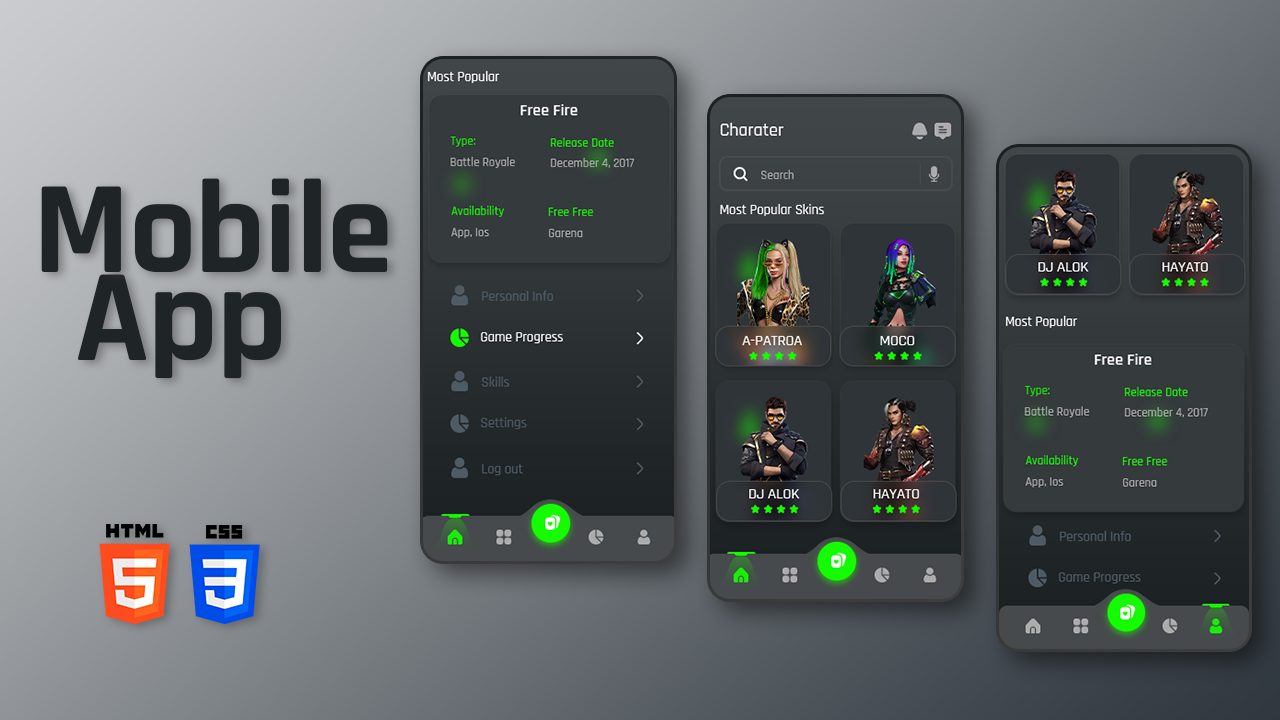 Mobile
App
HTML
CSS
Most Popular
Free Fire
Type:
Release Date
Battle Royale
December 4, 2017
Availability
Free Free
App, Ios
Garena
Personal Info
Game Progress
Skills
Settings
Log out
Charater
Search
Most Popular Skins
A-PATROA
MOCO
DJ ALOK
HAYATO
DJ ALOK
HAYATO
Most Popular
Free Fire
Type:
Release Date
Battle Royale
December 4, 2017
Availability
Free Free
App, Ios
Garena
Personal Info
Game Progress